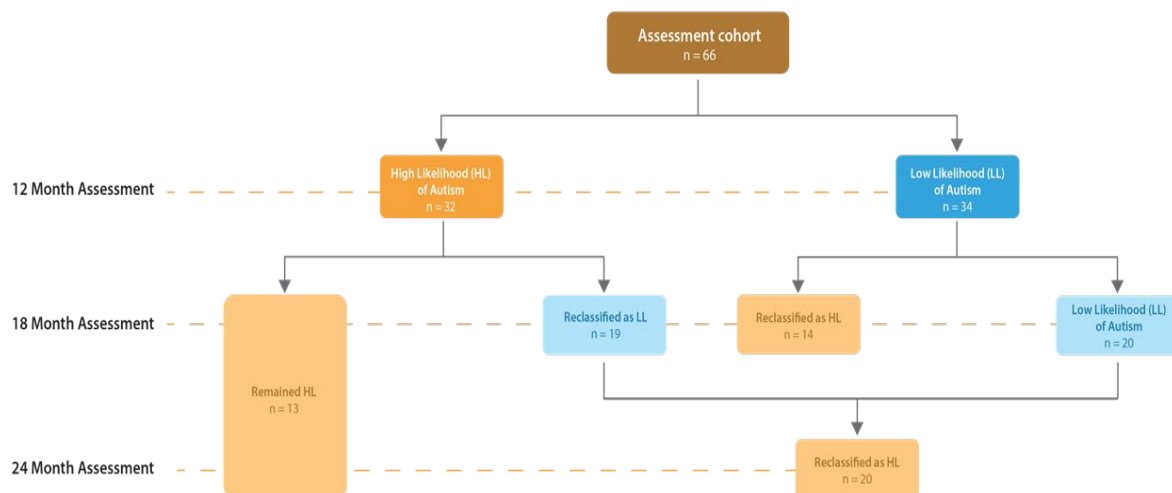 Assessment cohort
n = 66
12 Month Assessment
High Likelihood (HL)
of Autism
n = 32
Low Likelihood (LL)
of Autism
n = 34
18 Month Assessment
Reclassified as LL
n = 19
Reclassified as HL
n = 14
Low Likelihood (LL)
of Autism
n = 20
Remained HL
n = 13
24 Month Assessment
Reclassified as HL
n = 20